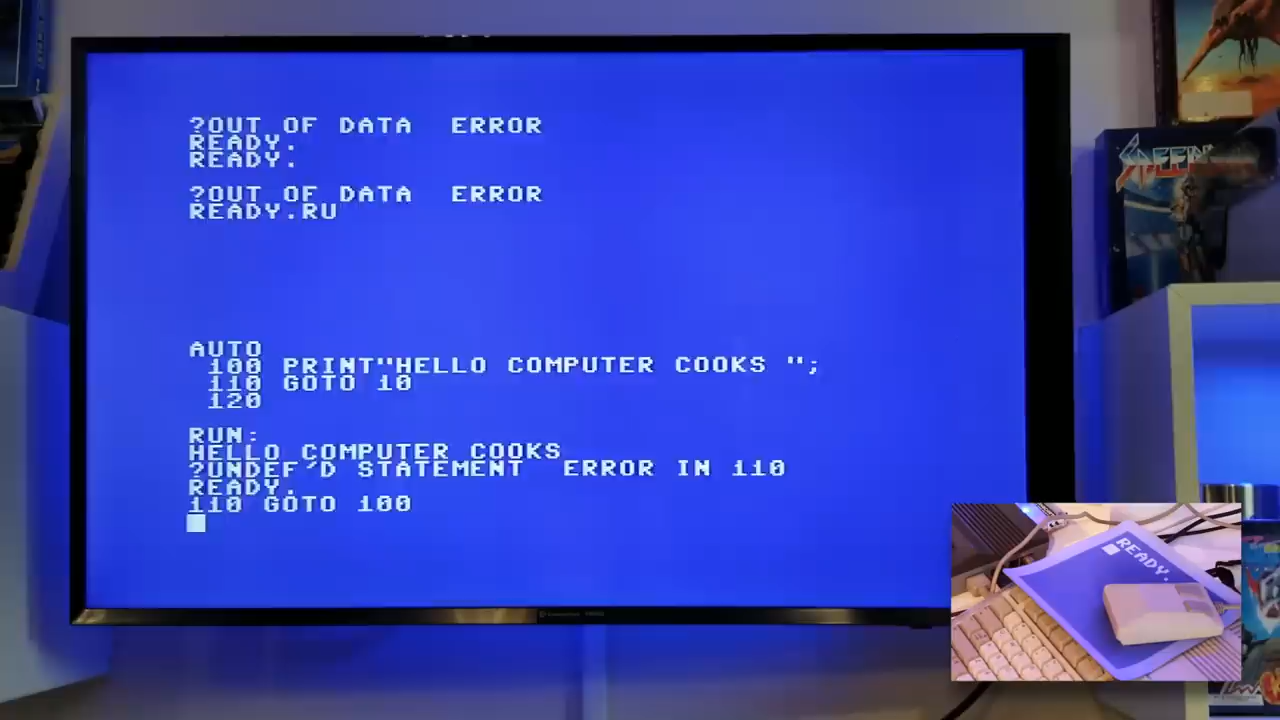 ?OUT OF DATA  ERROR
READY.
READY.
?OUT OF DATA  ERROR
READY.RU
AUTO
100 PRINT"HELLO COMPUTER COOKS ";
110 GOTO 10
120
RUN:
HELLO COMPUTER COOKS
?UNDEF'D STATEMENT  ERROR IN 110
READY.
110 GOTO 100
READY.